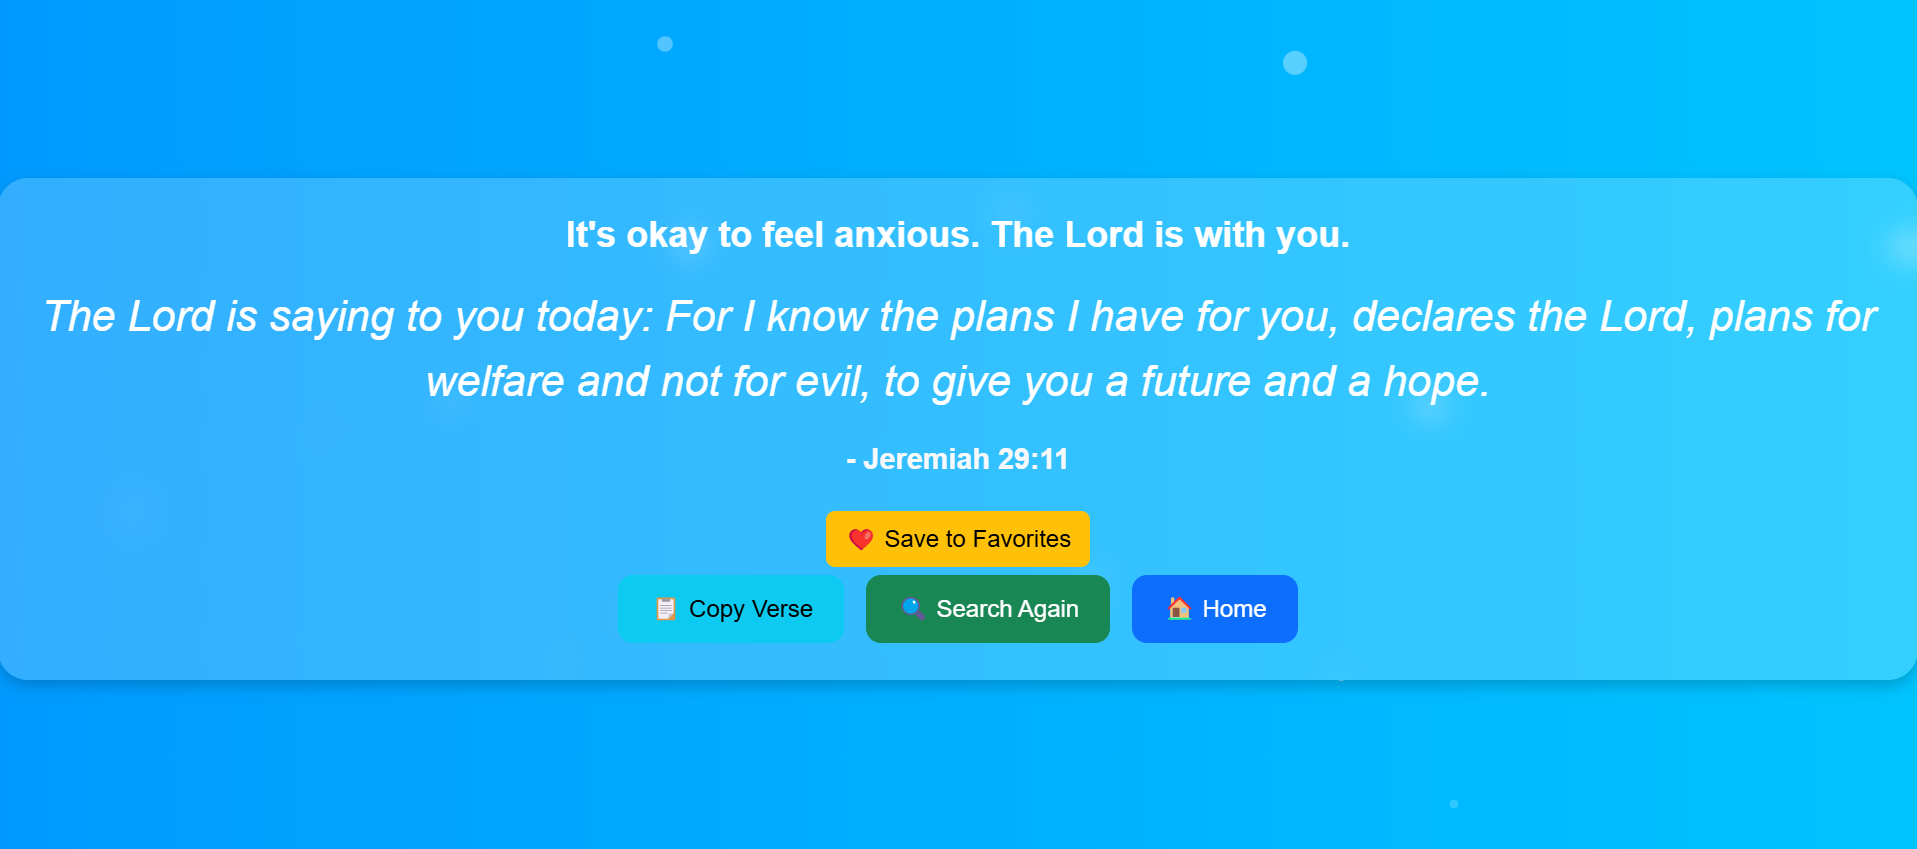 It's okay to feel anxious. The Lord is with you.
The Lord is saying to you today: For I know the plans I have for you, declares the Lord, plans for
welfare and not for evil, to give you a future and a hope.
- Jeremiah 29:11
❤️ Save to Favorites
📋 Copy Verse
🔍 Search Again
🏠 Home